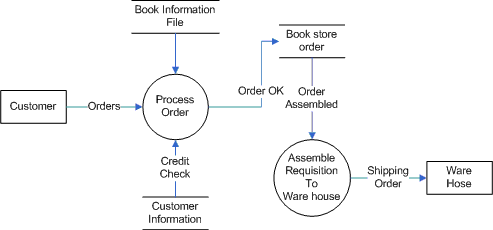 Book Information
File
Book store
order
Customer
Orders
Process
Order
Order OK
Order
Assembled
Credit
Check
Customer
Information
Assemble
Requisition
To
Ware house
Shipping
Order
Ware
Hose